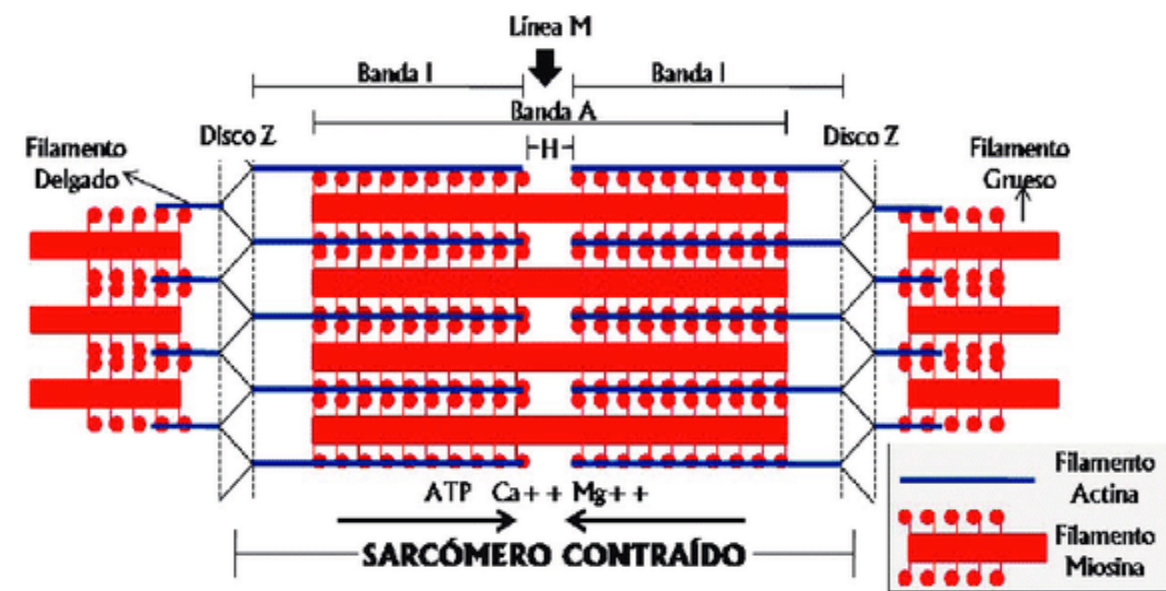 Línea M
Banda I
Banda I
Banda A
Disco Z
Disco Z
Filamento
Delgado
H
Filamento
Grueso
ATP Ca++ Mg++
SARCÓMERO CONTRAÍDO
Filamento
Actina
Filamento
Miosina